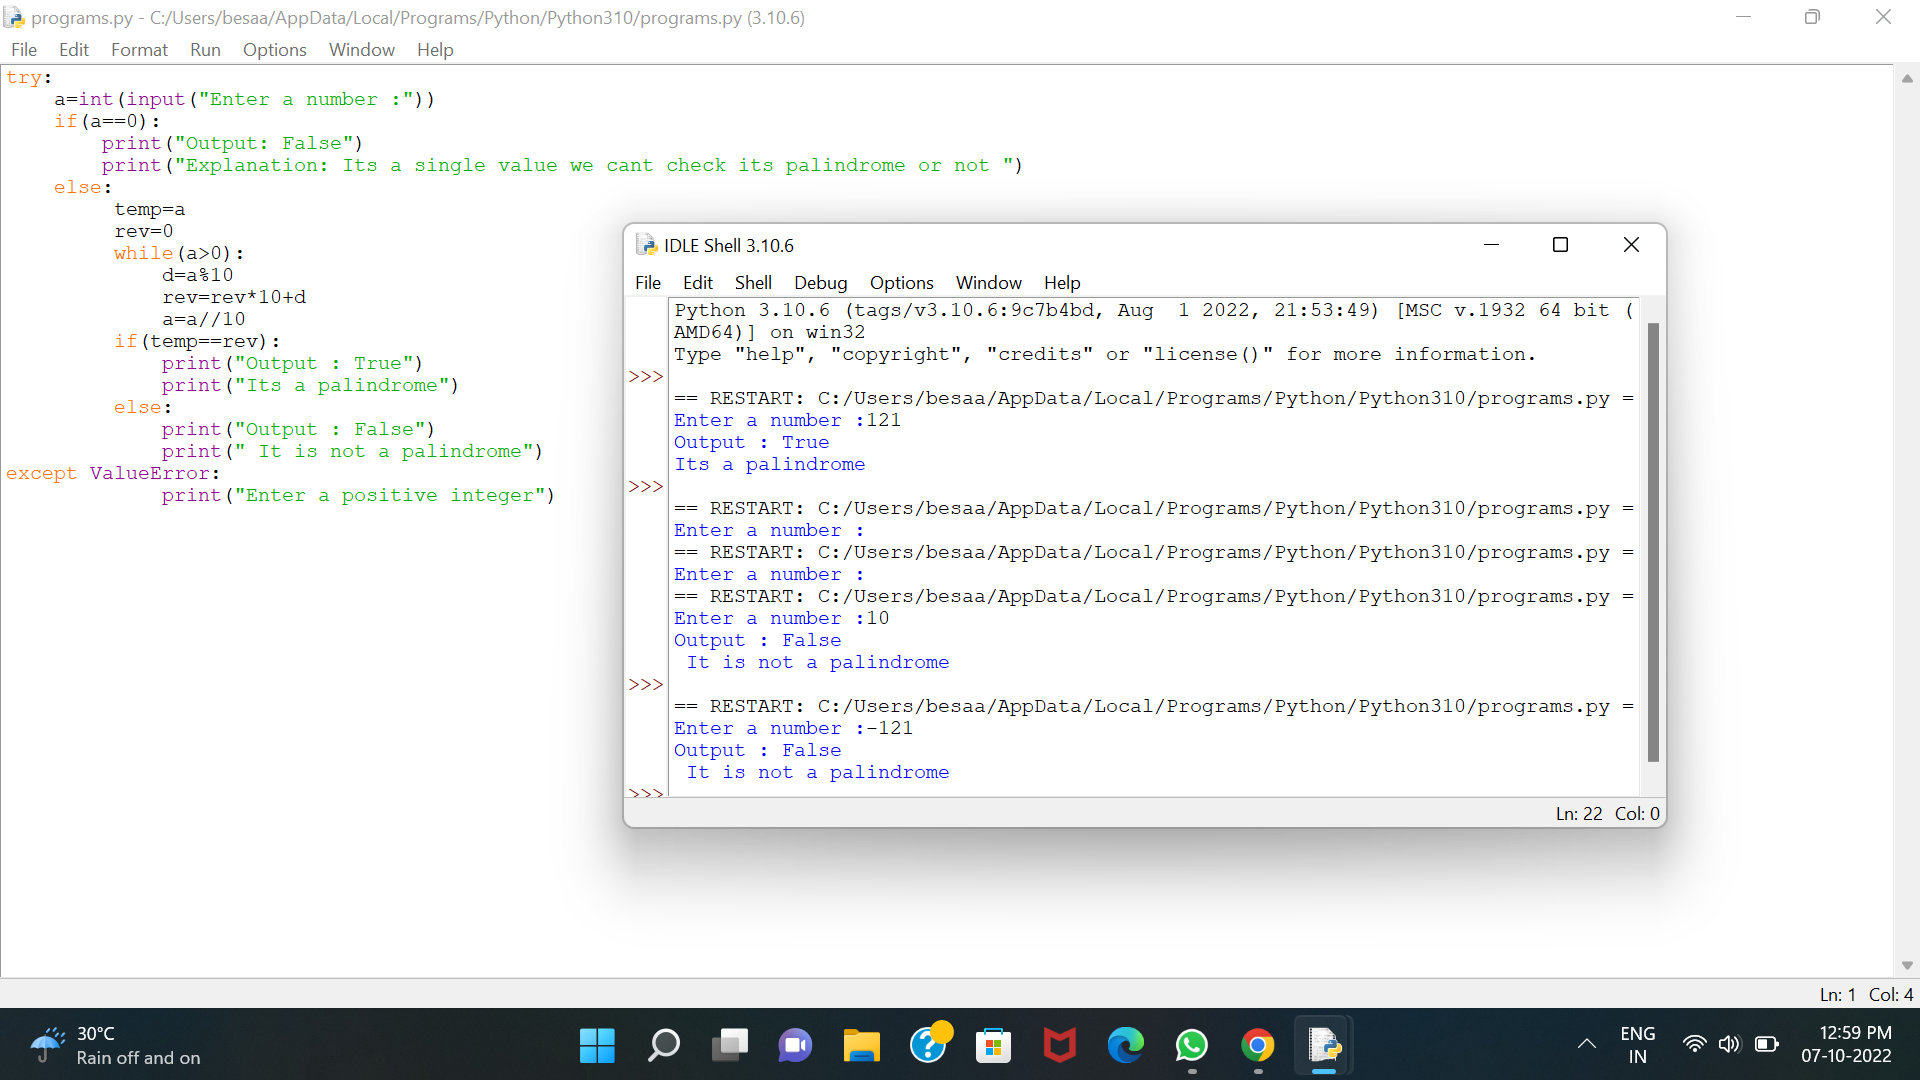 programs.py - C:/Users/besaa/AppData/Local/Programs/Python/Python310/programs.py (3.10.6)
File Edit Format Run Options Window Help
try:
    a=int(input("Enter a number :"))
    if(a==0):
        print("Output: False")
        print("Explanation: Its a single value we cant check its palindrome or not ")
    else:
         temp=a
         rev=0
         while(a>0):
             d=a%10
             rev=rev*10+d
             a=a//10
         if(temp==rev):
             print("Output : True")
             print("Its a palindrome")
         else:
             print("Output : False")
             print(" It is not a palindrome")
except ValueError:
             print("Enter a positive integer")
IDLE Shell 3.10.6
File Edit Shell Debug Options Window Help
Python 3.10.6 (tags/v3.10.6:9c7b4bd, Aug  1 2022, 21:53:49) [MSC v.1932 64 bit (
AMD64)] on win32
Type "help", "copyright", "credits" or "license()" for more information.
>>>
== RESTART: C:/Users/besaa/AppData/Local/Programs/Python/Python310/programs.py =
Enter a number :121
Output : True
Its a palindrome
>>>
== RESTART: C:/Users/besaa/AppData/Local/Programs/Python/Python310/programs.py =
Enter a number :
== RESTART: C:/Users/besaa/AppData/Local/Programs/Python/Python310/programs.py =
Enter a number :
== RESTART: C:/Users/besaa/AppData/Local/Programs/Python/Python310/programs.py =
Enter a number :10
Output : False
 It is not a palindrome
>>>
== RESTART: C:/Users/besaa/AppData/Local/Programs/Python/Python310/programs.py =
Enter a number :-121
Output : False
 It is not a palindrome
>>>
Ln: 22 Col: 0
Ln: 1 Col: 4
30°C
Rain off and on
ENG
IN
12:59 PM
07-10-2022